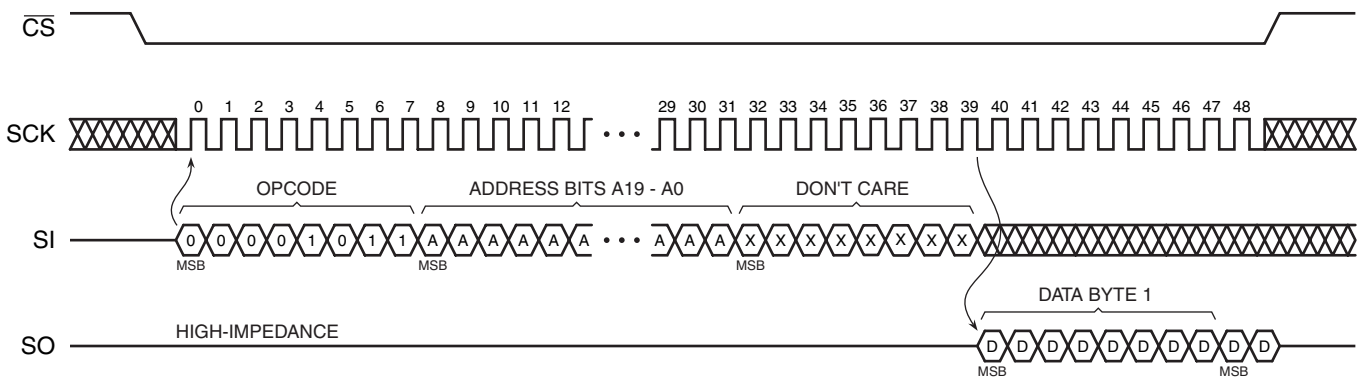 CS
0 1 2 3 4 5 6 7 8 9 10 11 12 29 30 31 32 33 34 35 36 37 38 39 40 41 42 43 44 45 46 47 48
SCK • • •
OPCODE ADDRESS BITS A19 - A0 DON'T CARE
SI 0 0 0 0 1 0 1 1 A A A A A A • • • A A A X X X X X X X X
MSB MSB MSB
DATA BYTE 1
HIGH-IMPEDANCE
SO D D D D D D D D D D
MSB MSB